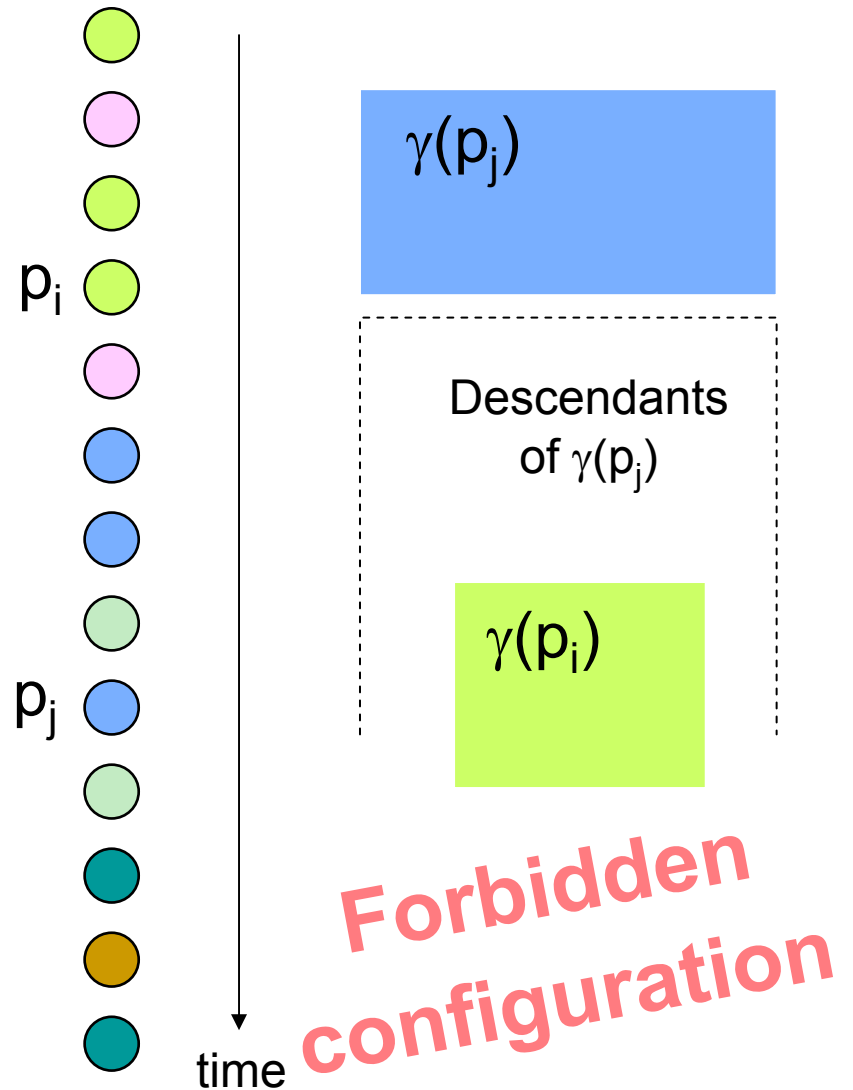 γ(pⱼ)
pᵢ
Descendants
of γ(pⱼ)
γ(pᵢ)
pⱼ
Forbidden
configuration
time